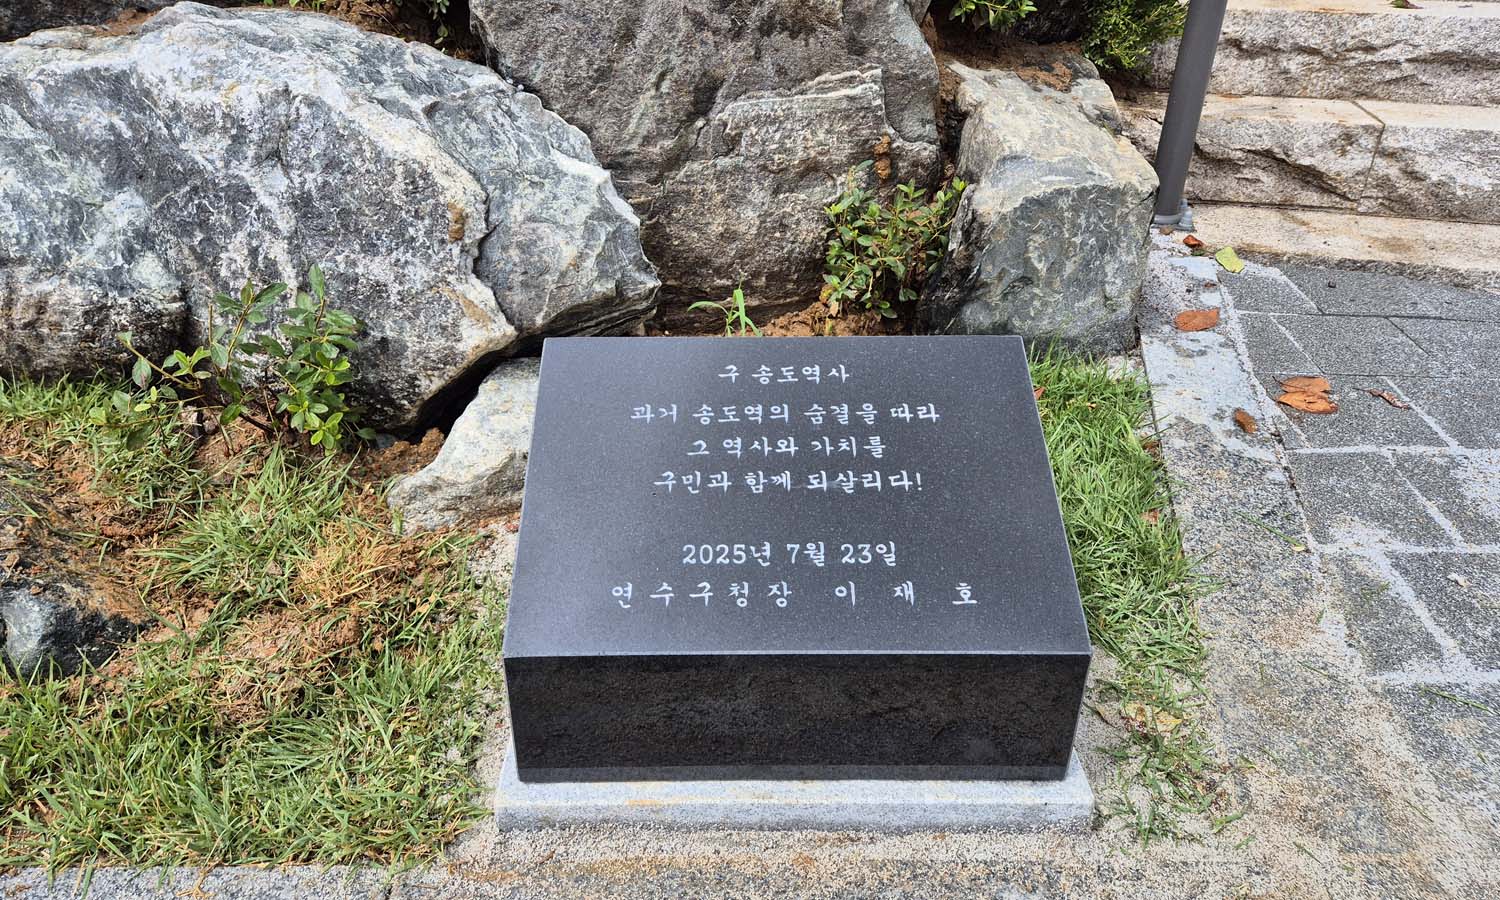 구 송도역사
과거 송도역의 숨결을 따라
그 역사와 가치를
구민과 함께 되살리다!
2025년 7월 23일
연수구청장 이재호